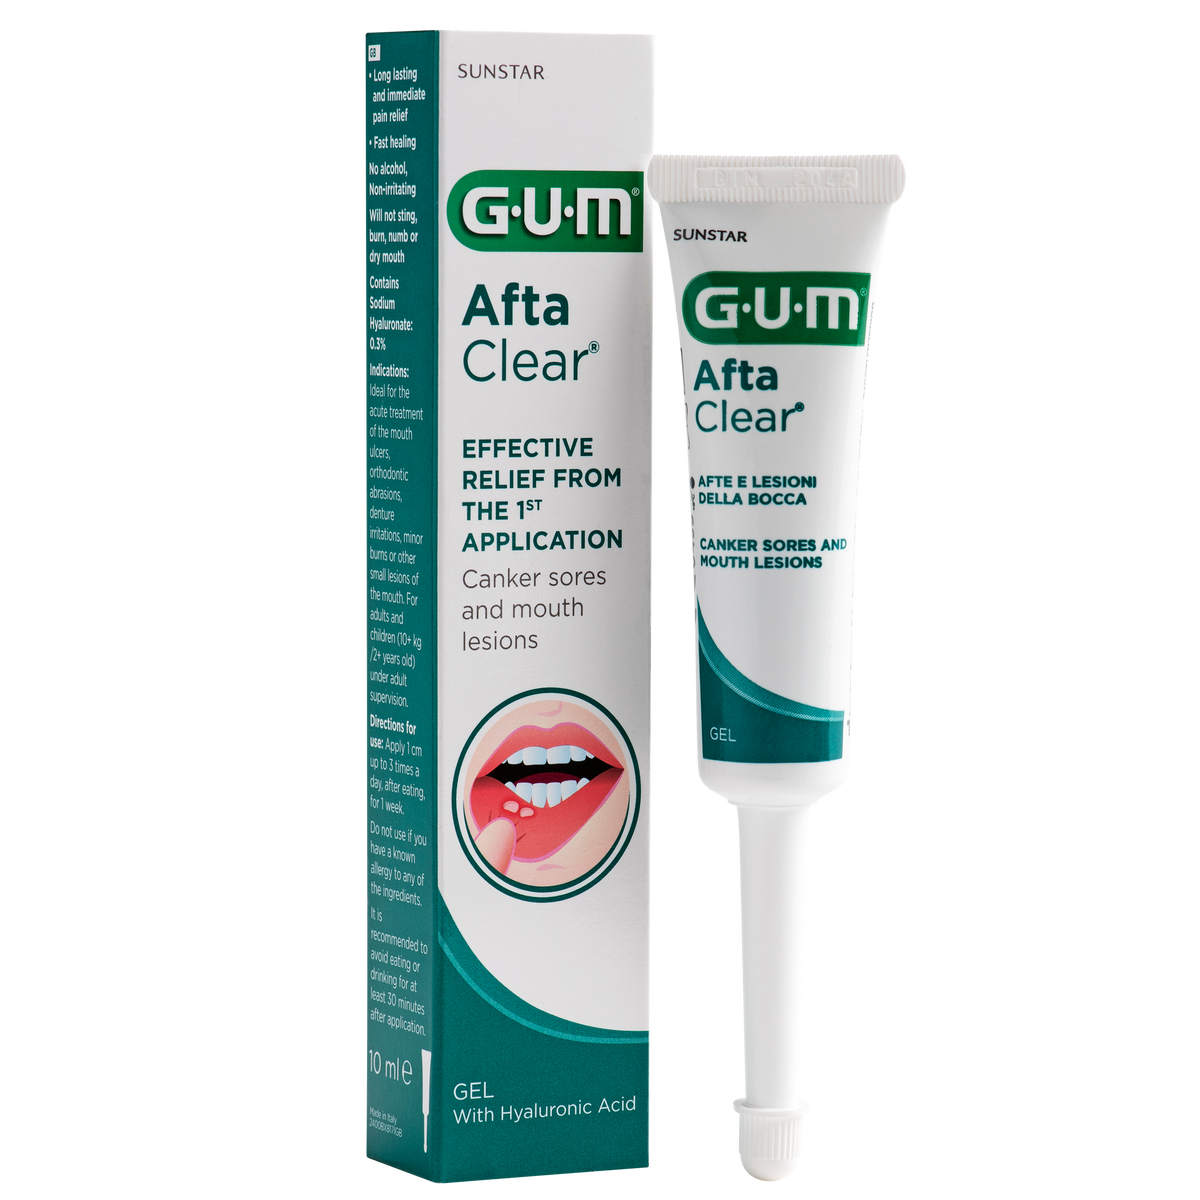 GB
• Long lasting
and immediate
pain relief
• Fast healing
No alcohol,
Non-irritating
Will not sting,
burn, numb or
dry mouth
Contains
Sodium
Hyaluronate:
0.3%
Indications:
Ideal for the
acute treatment
of the mouth
ulcers,
orthodontic
abrasions,
denture
irritations, minor
burns or other
small lesions of
the mouth. For
adults and
children (10+ kg
/2+ years old)
under adult
supervision.
Directions for
use: Apply 1 cm
up to 3 times a
day, after eating,
for 1 week.
Do not use if you
have a known
allergy to any of
the ingredients.
It is
recommended to
avoid eating or
drinking for at
least 30 minutes
after application.
10 ml e
Made in Italy
SUNSTAR
G·U·M®
Afta
Clear®
EFFECTIVE
RELIEF FROM
THE 1ST
APPLICATION
Canker sores
and mouth
lesions
GEL
With Hyaluronic Acid
SUNSTAR
G·U·M®
Afta
Clear®
AFTE E LESIONI
DELLA BOCCA
CANKER SORES AND
MOUTH LESIONS
GEL